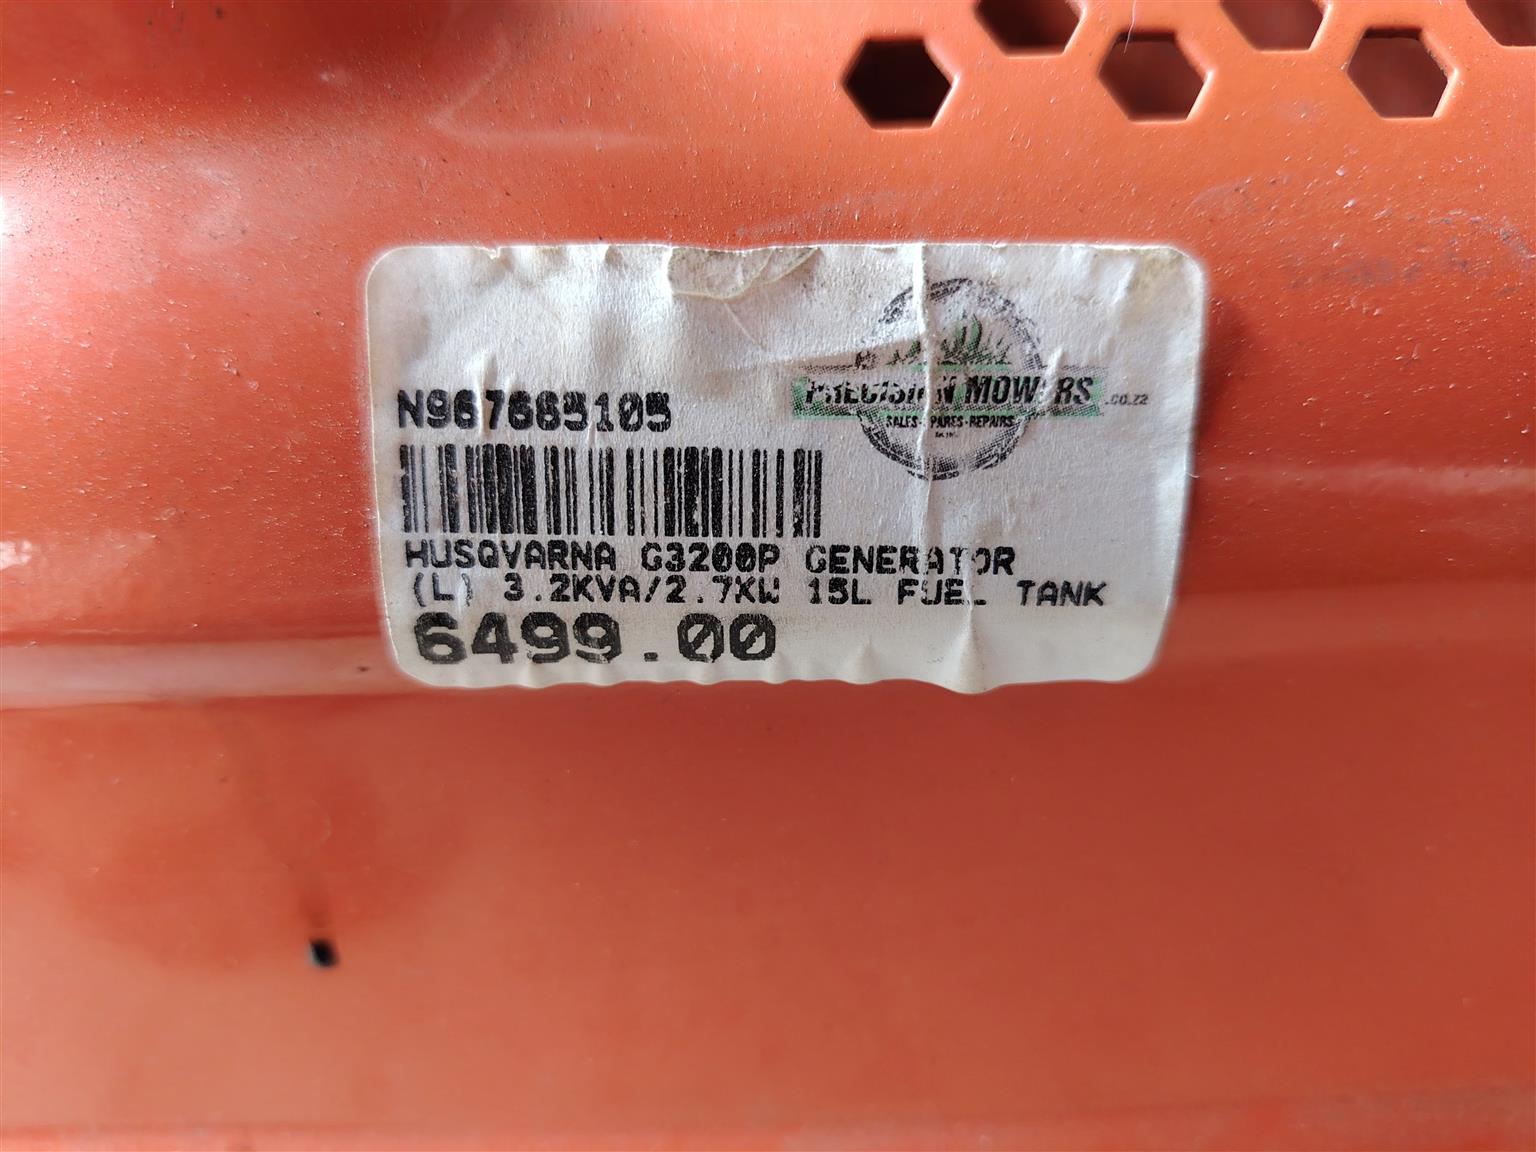 PRECISION MOWERS .co.za
SALES · SPARES · REPAIRS
N967665105
HUSQVARNA G3200P GENERATOR
(L) 3.2KVA/2.7KW 15L FUEL TANK
6499.00